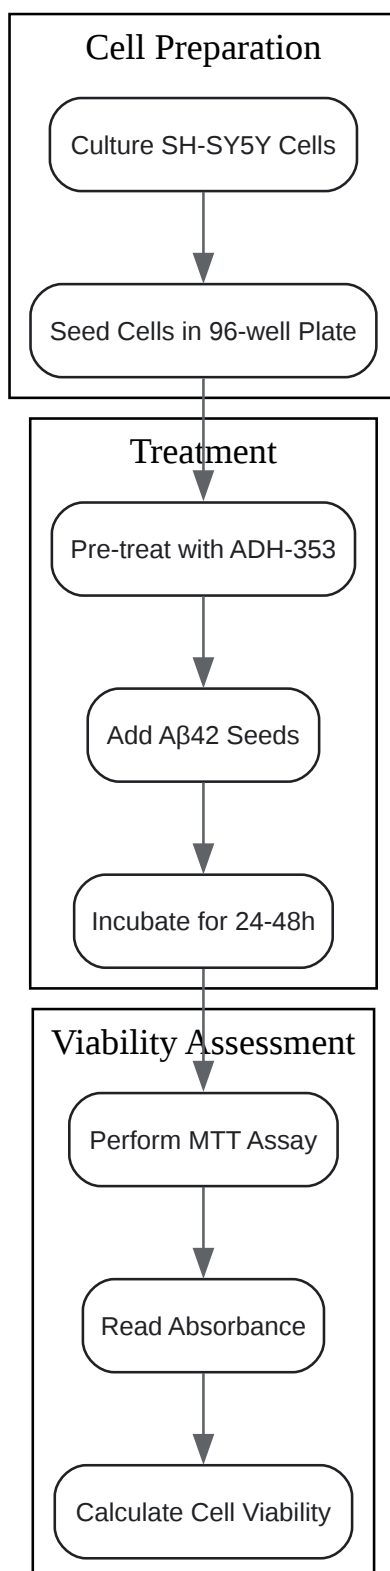 Cell Preparation
Culture SH-SY5Y Cells
Seed Cells in 96-well Plate
Treatment
Pre-treat with ADH-353
Add Aβ42 Seeds
Incubate for 24-48h
Viability Assessment
Perform MTT Assay
Read Absorbance
Calculate Cell Viability